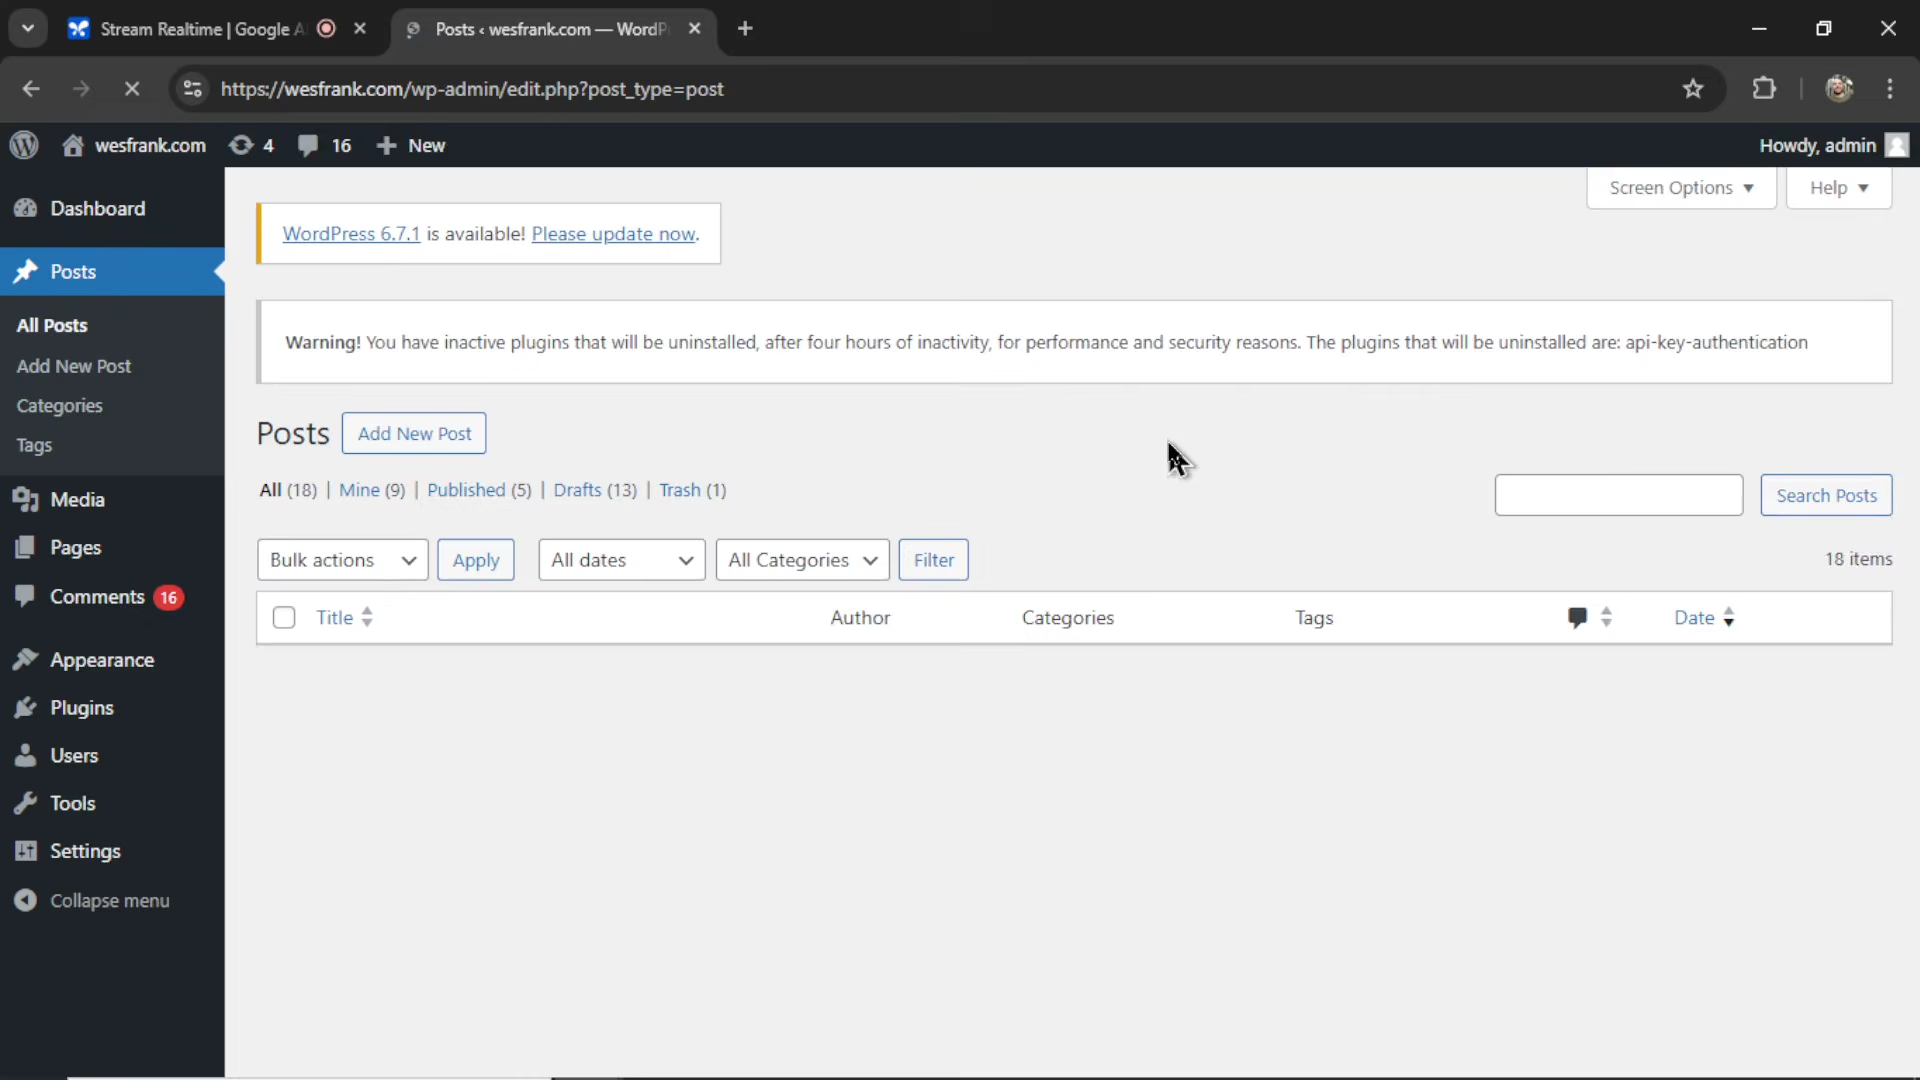 Stream Realtime | Google A
Posts ‹ wesfrank.com — WordP
https://wesfrank.com/wp-admin/edit.php?post_type=post
wesfrank.com 4 16 New
Howdy, admin
Screen Options Help
Dashboard
Posts
All Posts
Add New Post
Categories
Tags
Media
Pages
Comments 16
Appearance
Plugins
Users
Tools
Settings
Collapse menu
WordPress 6.7.1 is available! Please update now.
Warning! You have inactive plugins that will be uninstalled, after four hours of inactivity, for performance and security reasons. The plugins that will be uninstalled are: api-key-authentication
Posts Add New Post
All (18) | Mine (9) | Published (5) | Drafts (13) | Trash (1)
Search Posts
Bulk actions Apply All dates All Categories Filter
18 items
Title Author Categories Tags Date